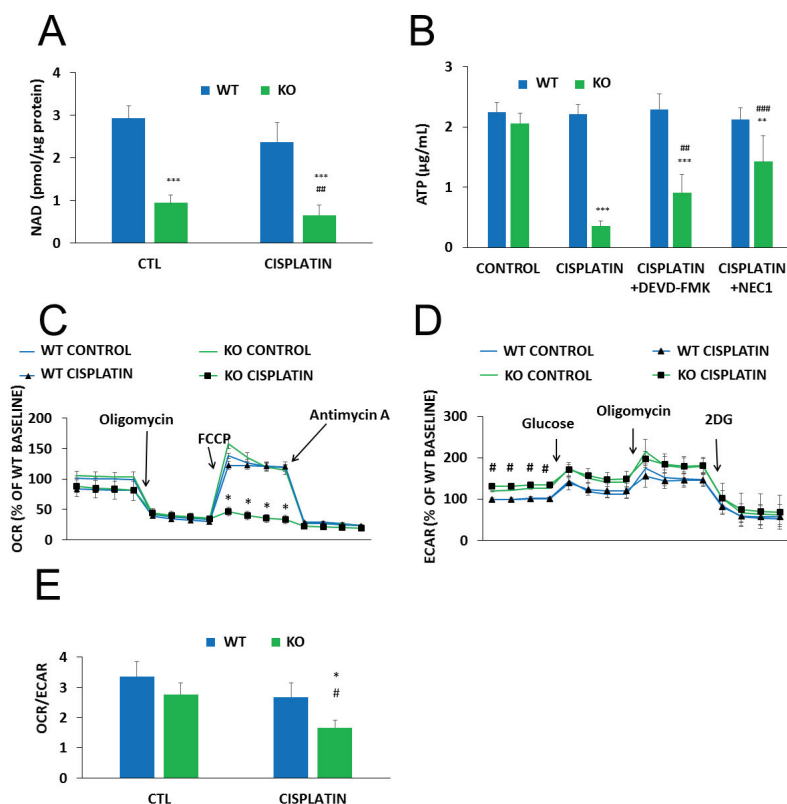 A
WT KO
NAD (pmol/µg protein)
4
3
2
1
0
***
***
##
CTL CISPLATIN
B
WT KO
ATP (µg/mL)
3
2
1
0
***
##
***
###
**
CONTROL CISPLATIN CISPLATIN CISPLATIN
+DEVD-FMK +NEC1
C
WT CONTROL KO CONTROL
WT CISPLATIN KO CISPLATIN
OCR (% OF WT BASELINE)
200
150
100
50
0
Oligomycin
FCCP
Antimycin A
* * * *
D
WT CONTROL WT CISPLATIN
KO CONTROL KO CISPLATIN
ECAR (% OF WT BASELINE)
300
200
100
0
Glucose
Oligomycin
2DG
# # # #
E
WT KO
OCR/ECAR
4
3
2
1
0
*
#
CTL CISPLATIN